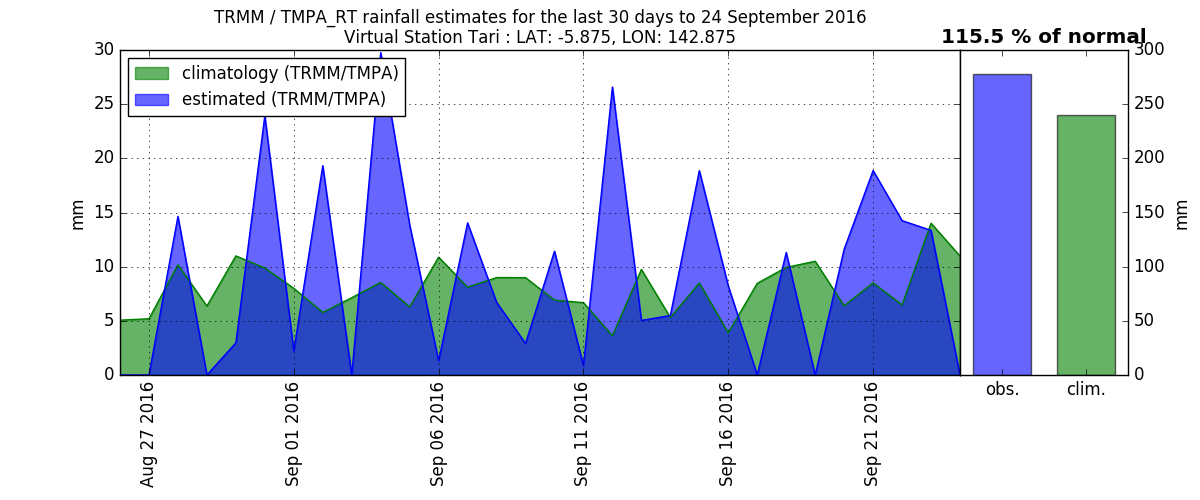 TRMM / TMPA_RT rainfall estimates for the last 30 days to 24 September 2016
Virtual Station Tari : LAT: -5.875, LON: 142.875
115.5 % of normal
climatology (TRMM/TMPA)
estimated (TRMM/TMPA)
30
25
20
15
10
5
0
mm
Aug 27 2016
Sep 01 2016
Sep 06 2016
Sep 11 2016
Sep 16 2016
Sep 21 2016
obs.
clim.
300
250
200
150
100
50
0
mm